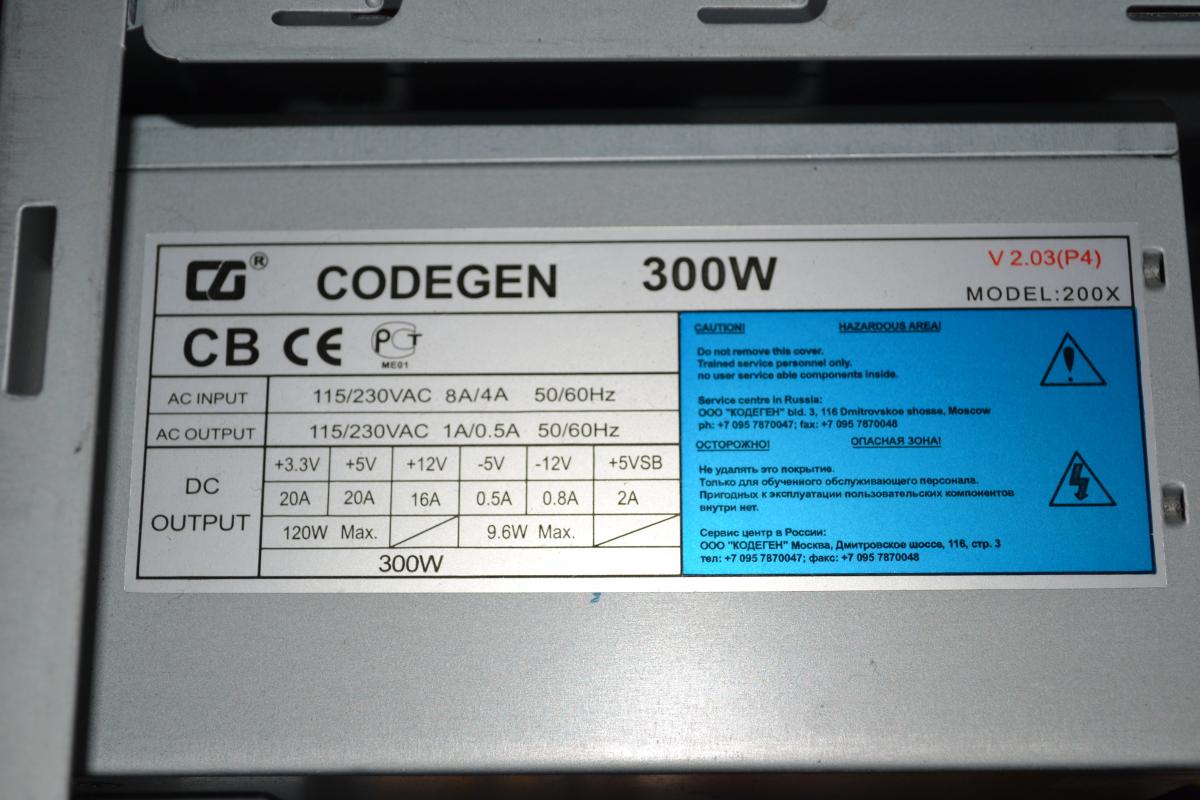 CG® CODEGEN 300W V 2.03(P4)
MODEL:200X
CB CE PCT
ME01
AC INPUT 115/230VAC 8A/4A 50/60Hz
AC OUTPUT 115/230VAC 1A/0.5A 50/60Hz
DC OUTPUT
+3.3V +5V +12V -5V -12V +5VSB
20A 20A 16A 0.5A 0.8A 2A
120W Max. 9.6W Max.
300W
CAUTION! HAZARDOUS AREA!
Do not remove this cover.
Trained service personnel only.
no user service able components inside.
Service centre in Russia:
ООО "КОДЕГЕН" bld. 3, 116 Dmitrovskoe shosse, Moscow
ph: +7 095 7870047; fax: +7 095 7870048
ОСТОРОЖНО! ОПАСНАЯ ЗОНА!
Не удалять это покрытие.
Только для обученного обслуживающего персонала.
Пригодных к эксплуатации пользовательских компонентов
внутри нет.
Сервис центр в России:
ООО "КОДЕГЕН" Москва, Дмитровское шоссе, 116, стр. 3
тел: +7 095 7870047; факс: +7 095 7870048